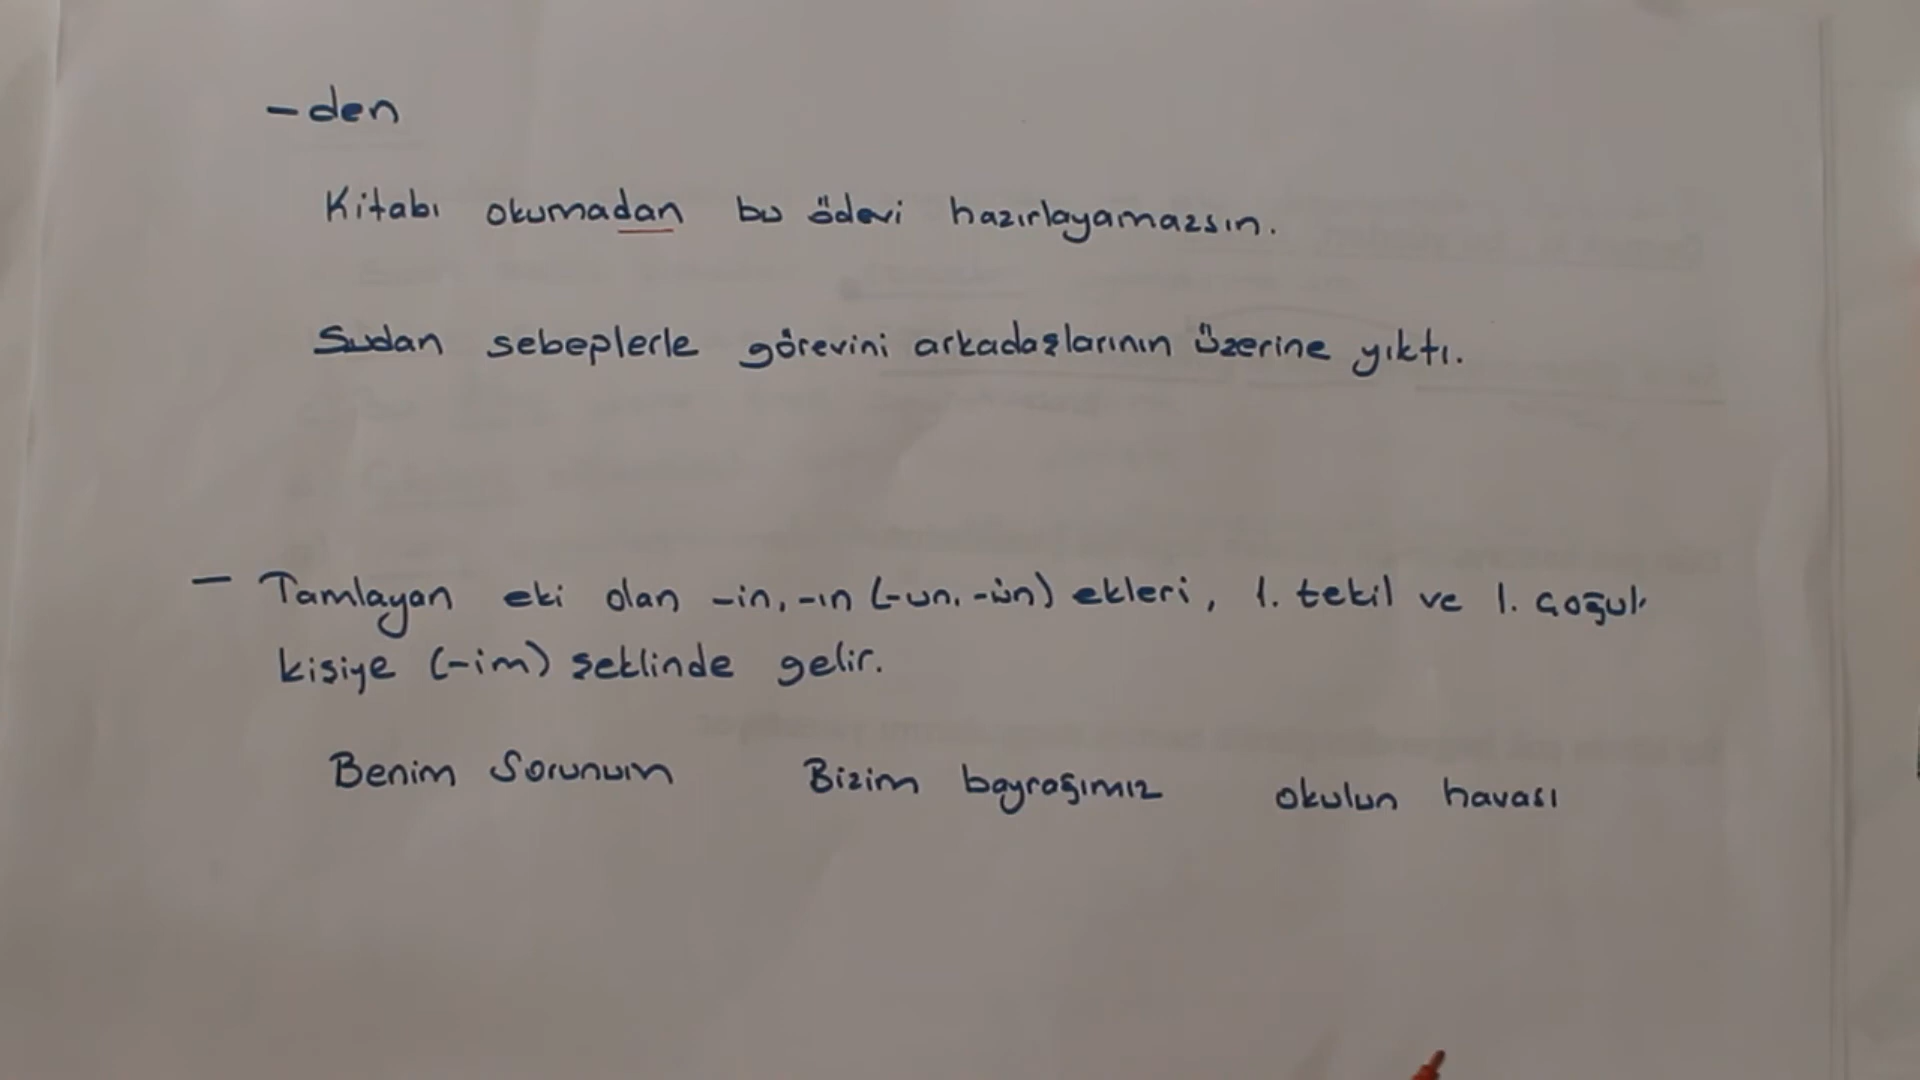 - den
Kitabı okumadan bu ödevi hazırlayamazsın.
Sudan sebeplerle görevini arkadaşlarının üzerine yıktı.
- Tamlayan eki olan -in, -ın (-un, -ün) ekleri, 1. tekil ve 1. çoğul
kişiye (-im) şeklinde gelir.
Benim Sorunum Bizim bayrağımız okulun havası